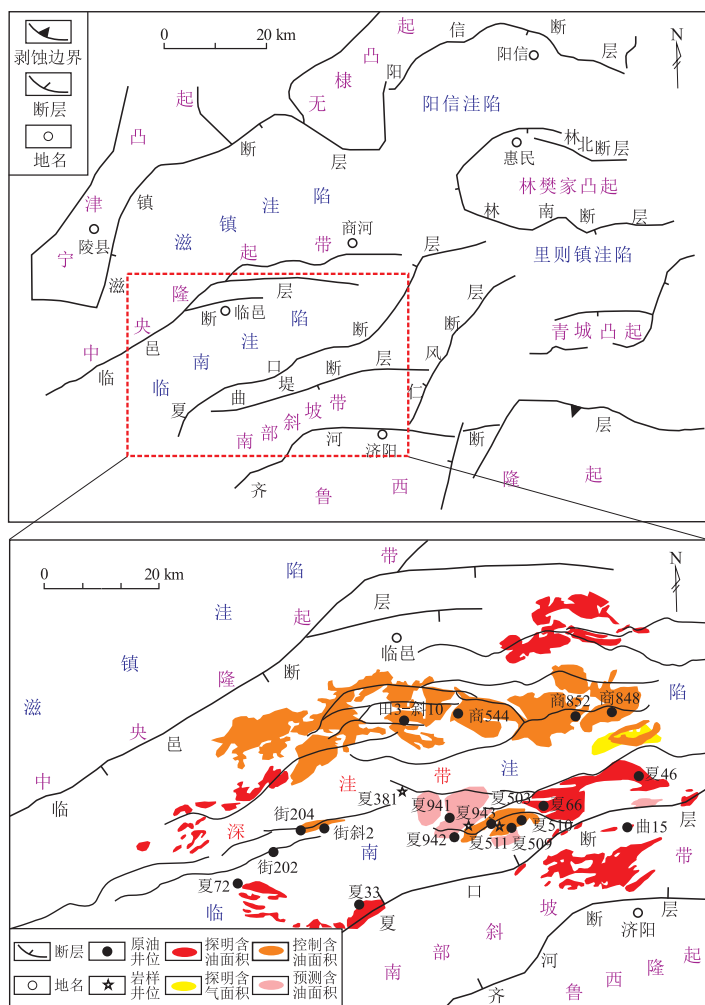 剥蚀边界
断层
地名
0 20 km
N
无棣凸起
阳信断层
阳信
阳信洼陷
宁津凸起
陵县
滋镇断层
滋镇洼陷
惠民
林北断层
林樊家凸起
林南断层
里则镇洼陷
商河
中央隆起带
临邑断层
临邑
临南洼陷
夏口断层
曲堤断层
仁风断层
青城凸起
南部斜坡带
济阳
齐河断层
鲁西隆起
0 20 km
N
滋镇洼陷
中央隆起带
临邑断层
临邑
田3-斜10
商544
商852
商848
深洼带
夏381
夏941
夏943
夏503
夏66
夏46
街204
街斜2
夏942
夏511
夏509
夏510
曲15
街202
夏72
夏33
临南洼陷
夏口断层
南部斜坡带
济阳
齐河断层
鲁西隆起
断层
原油井位
探明含油面积
控制含油面积
地名
岩样井位
探明含气面积
预测含油面积